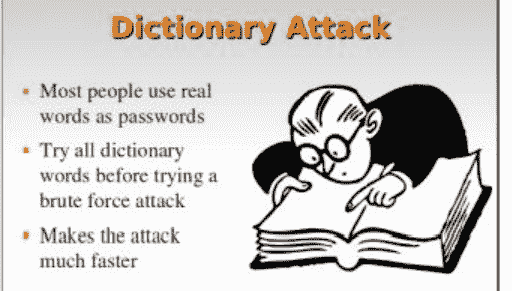 Dictionary Attack
• Most people use real
words as passwords
• Try all dictionary
words before trying a
brute force attack
• Makes the attack
much faster